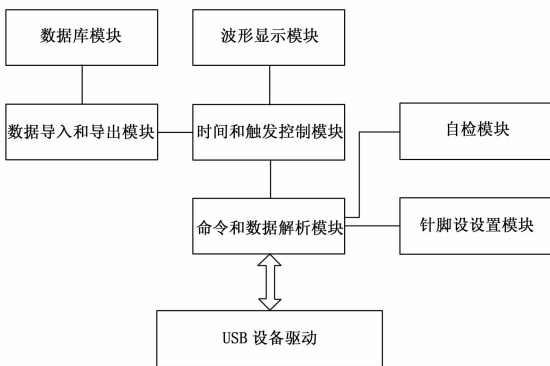 数据库模块
波形显示模块
数据导入和导出模块
时间和触发控制模块
自检模块
命令和数据解析模块
针脚设设置模块
USB 设备驱动